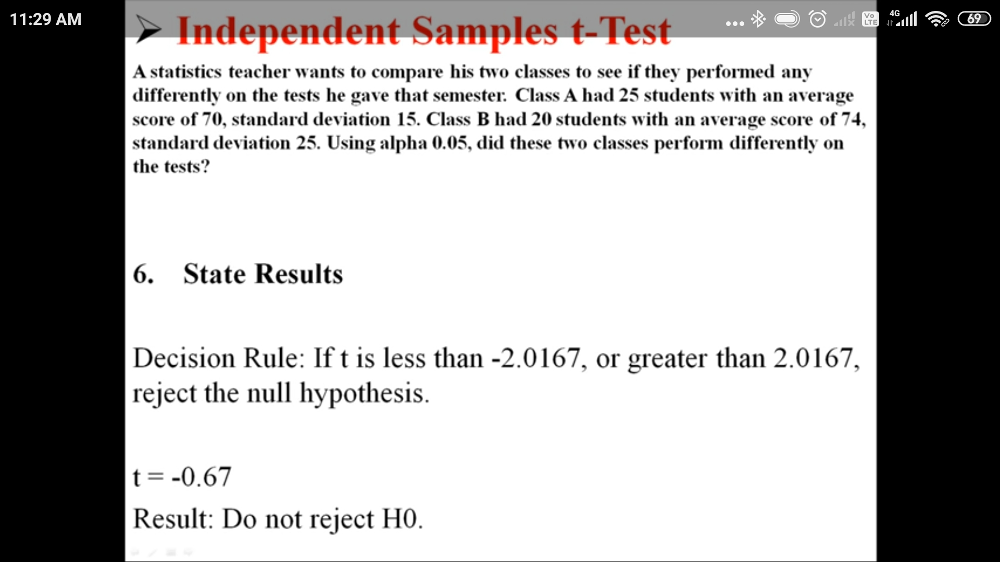 11:29 AM
Vo LTE
4G
69
➤ Independent Samples t-Test
A statistics teacher wants to compare his two classes to see if they performed any
differently on the tests he gave that semester. Class A had 25 students with an average
score of 70, standard deviation 15. Class B had 20 students with an average score of 74,
standard deviation 25. Using alpha 0.05, did these two classes perform differently on
the tests?
6. State Results
Decision Rule: If t is less than -2.0167, or greater than 2.0167,
reject the null hypothesis.
t = -0.67
Result: Do not reject H0.